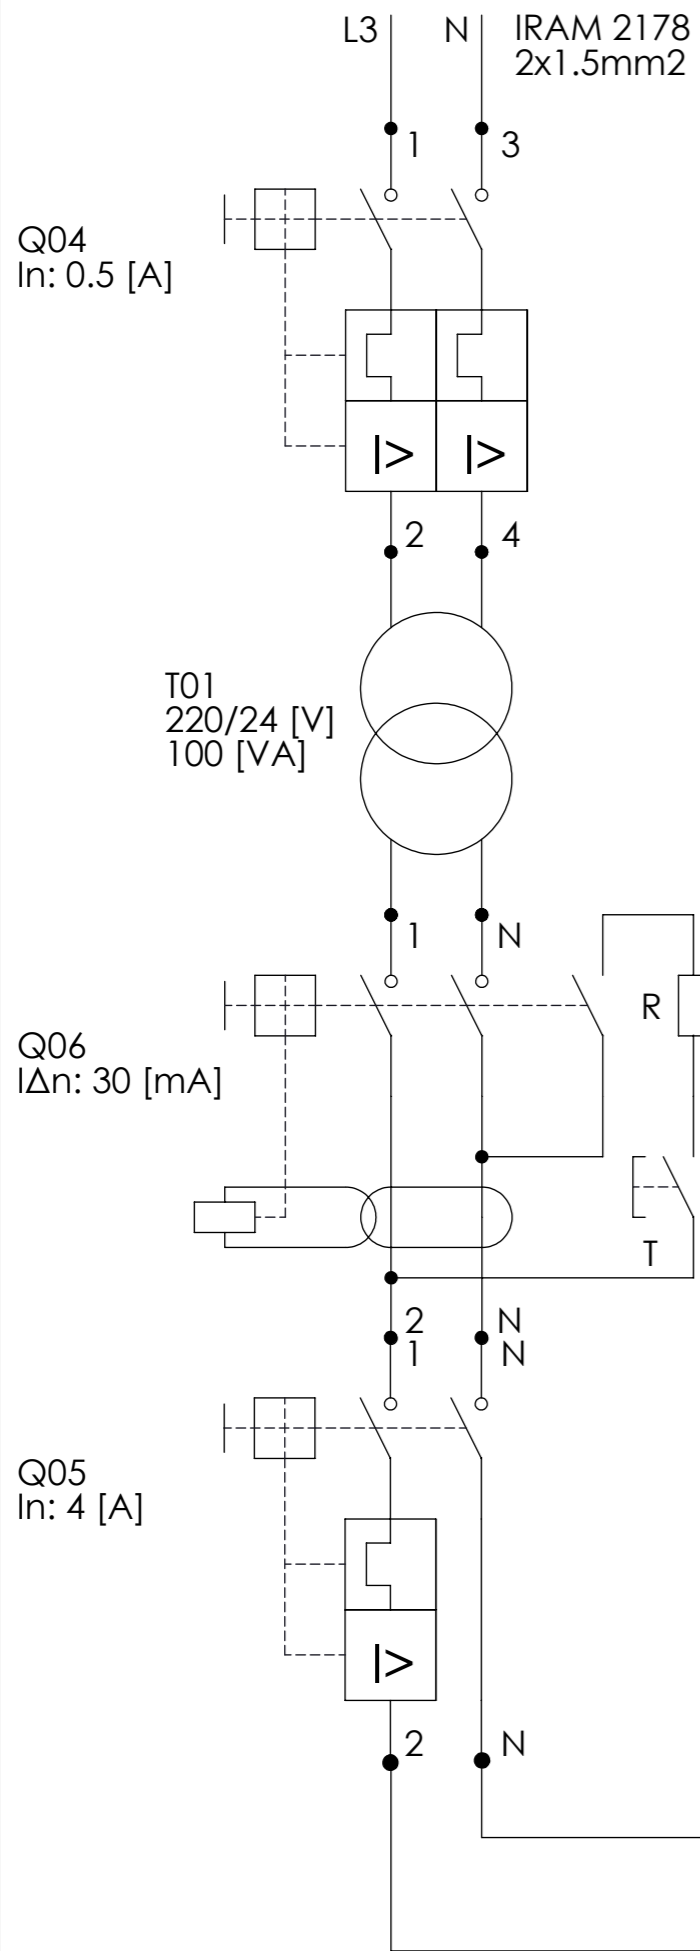 L3
N
IRAM 2178
2x1.5mm2
1
3
Q04
In: 0.5 [A]
I>
I>
2
4
T01
220/24 [V]
100 [VA]
1
N
R
Q06
IΔn: 30 [mA]
T
2
N
1
N
Q05
In: 4 [A]
I>
2
N